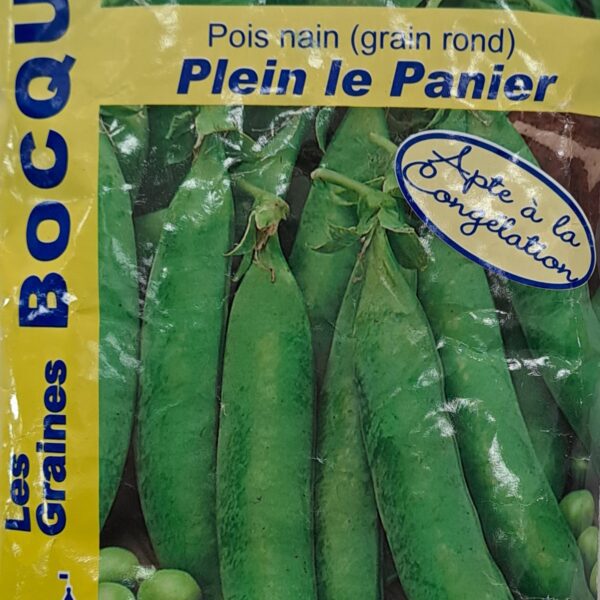 Pois nain (grain rond)
Plein le Panier
Apte à la
Congélation
Les
Graines BOCQU